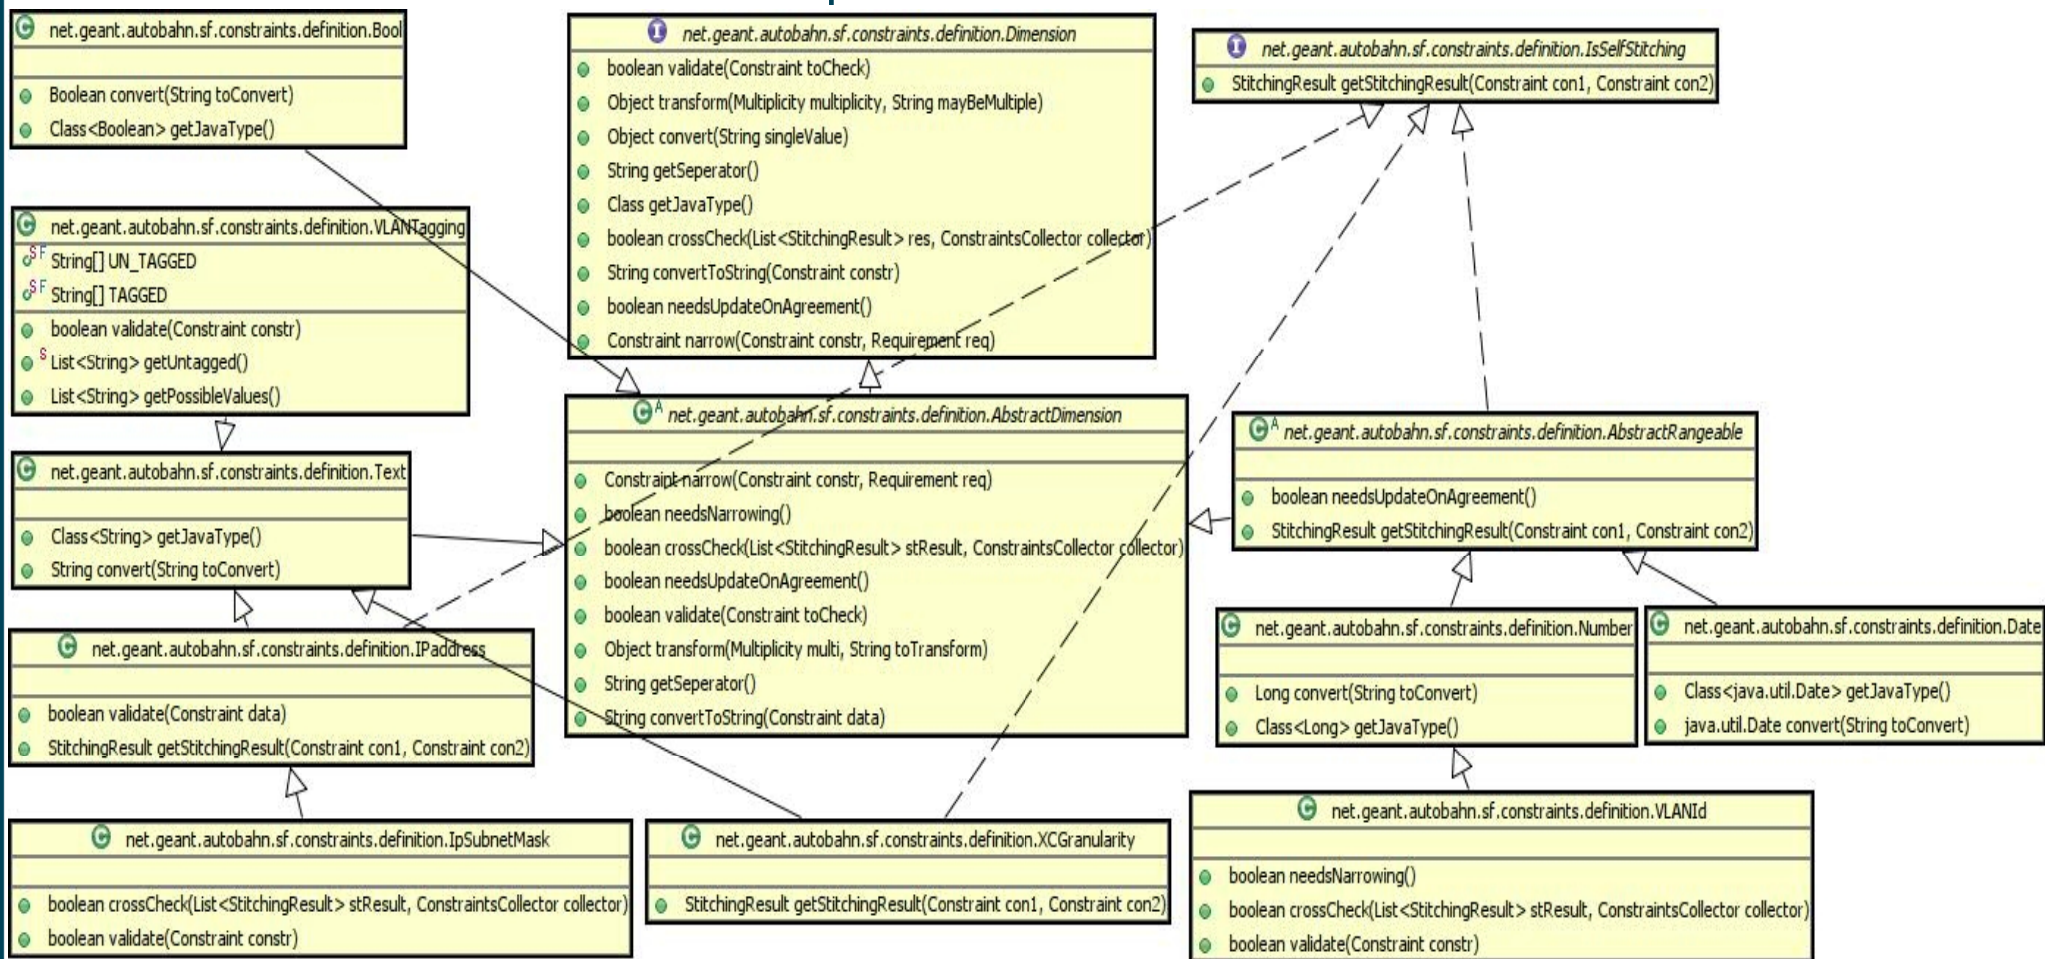 net.geant.autobahn.sf.constraints.definition.Bool
Boolean convert(String toConvert)
Class<Boolean> getJavaType()
net.geant.autobahn.sf.constraints.definition.Dimension
boolean validate(Constraint toCheck)
Object transform(Multiplicity multiplicity, String mayBeMultiple)
Object convert(String singleValue)
String getSeperator()
Class getJavaType()
boolean crossCheck(List<StitchingResult> res, ConstraintsCollector collector)
String convertToString(Constraint constr)
boolean needsUpdateOnAgreement()
Constraint narrow(Constraint constr, Requirement req)
net.geant.autobahn.sf.constraints.definition.IsSelfStitching
StitchingResult getStitchingResult(Constraint con1, Constraint con2)
net.geant.autobahn.sf.constraints.definition.VLANTagging
String[] UN_TAGGED
String[] TAGGED
boolean validate(Constraint constr)
List<String> getUntagged()
List<String> getPossibleValues()
net.geant.autobahn.sf.constraints.definition.Text
Class<String> getJavaType()
String convert(String toConvert)
net.geant.autobahn.sf.constraints.definition.AbstractDimension
Constraint narrow(Constraint constr, Requirement req)
boolean needsNarrowing()
boolean crossCheck(List<StitchingResult> stResult, ConstraintsCollector collector)
boolean needsUpdateOnAgreement()
boolean validate(Constraint toCheck)
Object transform(Multiplicity multi, String toTransform)
String getSeperator()
String convertToString(Constraint data)
net.geant.autobahn.sf.constraints.definition.AbstractRangeable
boolean needsUpdateOnAgreement()
StitchingResult getStitchingResult(Constraint con1, Constraint con2)
net.geant.autobahn.sf.constraints.definition.IPaddress
boolean validate(Constraint data)
StitchingResult getStitchingResult(Constraint con1, Constraint con2)
net.geant.autobahn.sf.constraints.definition.Number
Long convert(String toConvert)
Class<Long> getJavaType()
net.geant.autobahn.sf.constraints.definition.Date
Class<java.util.Date> getJavaType()
java.util.Date convert(String toConvert)
net.geant.autobahn.sf.constraints.definition.IpSubnetMask
boolean crossCheck(List<StitchingResult> stResult, ConstraintsCollector collector)
boolean validate(Constraint constr)
net.geant.autobahn.sf.constraints.definition.XCGranularity
StitchingResult getStitchingResult(Constraint con1, Constraint con2)
net.geant.autobahn.sf.constraints.definition.VLANId
boolean needsNarrowing()
boolean crossCheck(List<StitchingResult> stResult, ConstraintsCollector collector)
boolean validate(Constraint constr)